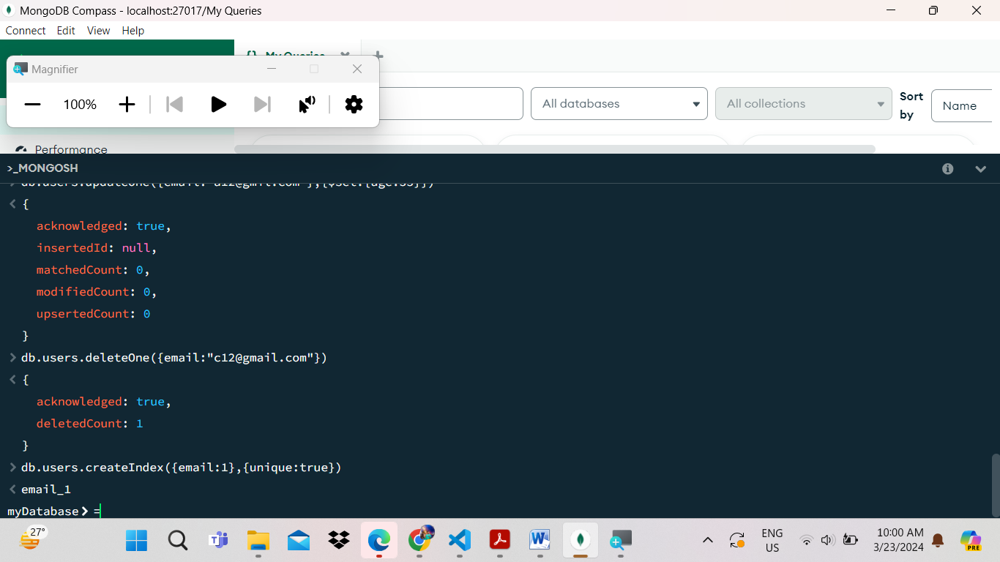 MongoDB Compass - localhost:27017/My Queries
Connect Edit View Help
My Queries
Magnifier
100%
All databases
All collections
Sort by
Name
Performance
>_MONGOSH
{
acknowledged: true,
insertedId: null,
matchedCount: 0,
modifiedCount: 0,
upsertedCount: 0
}
> db.users.deleteOne({email:"c12@gmail.com"})
< {
acknowledged: true,
deletedCount: 1
}
> db.users.createIndex({email:1},{unique:true})
< email_1
myDatabase> =
27°
ENG
US
10:00 AM
3/23/2024
PRE